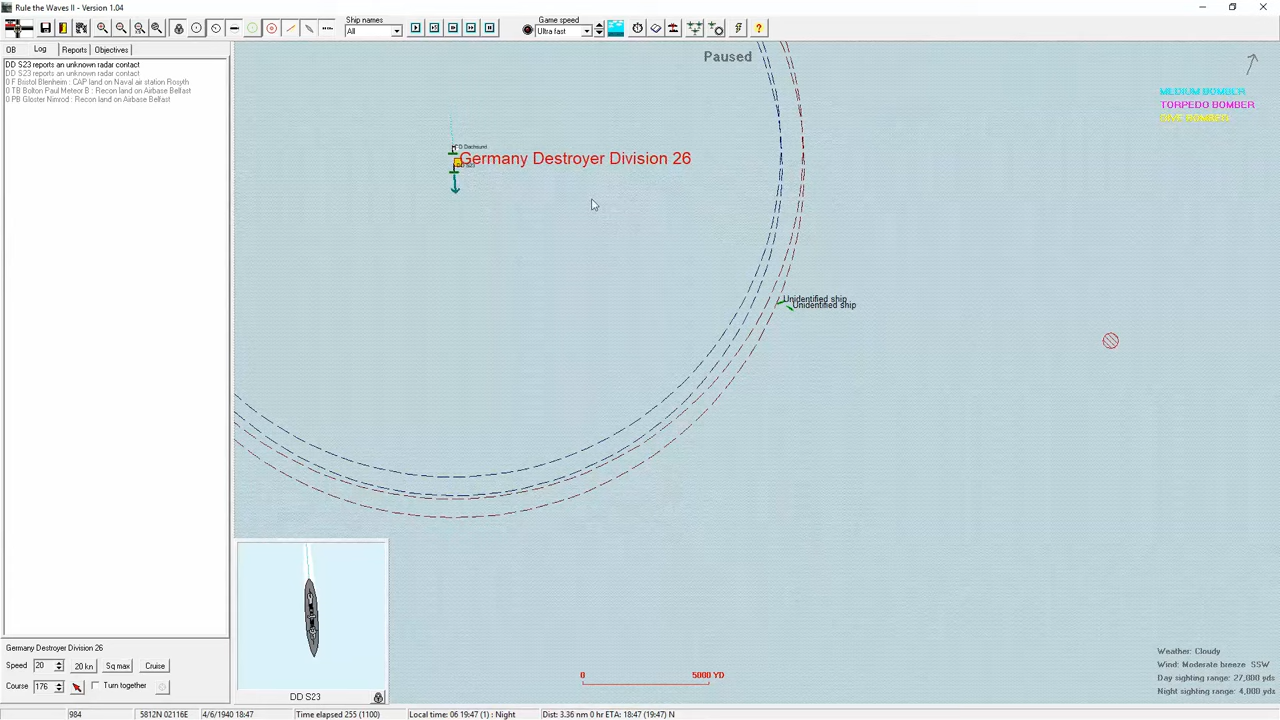 Rule the Waves II - Version 1.04
Ship names
All
Game speed
Ultra fast
OB Log Reports Objectives
Paused
DD S23 reports an unknown radar contact
DD S23 reports an unknown radar contact
0 F Bristol Blenheim : CAP land on Naval air station Rosyth
0 TB Bolton Paul Meteor B : Recon land on Airbase Belfast
0 PB Gloster Nimrod : Recon land on Airbase Belfast
MEDIUM BOMBER
TORPEDO BOMBER
DIVE BOMBER
Germany Destroyer Division 26
Unidentified ship
Unidentified ship
Germany Destroyer Division 26
Speed 20 20 kn Sq max Cruise
Course 176 Turn together
DD S23
0 5000 YD
Weather: Cloudy
Wind: Moderate breeze SSW
Day sighting range: 27,000 yds
Night sighting range: 4,000 yds
984 5812N 02116E 4/6/1940 18:47 Time elapsed 255 (1100) Local time: 06 19:47 (1) : Night Dist: 3.36 nm 0 hr ETA: 18:47 (19:47) N